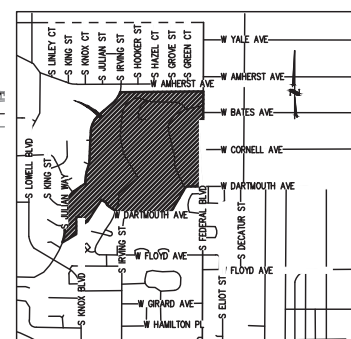 S LINLEY CT
S KING ST
S KNOX CT
S JULIAN ST
S IRVING ST
S HOOKER ST
S HAZEL CT
S GROVE ST
S GREEN CT
W YALE AVE
W AMHERST AVE
W AMHERST AVE
W BATES AVE
W CORNELL AVE
W DARTMOUTH AVE
S LOWELL BLVD
S KING ST
S JULIAN WAY
W DARTMOUTH AVE
S FEDERAL BLVD
S DECATUR ST
S IRVING ST
W FLOYD AVE
FLOYD AVE
S KNOX BLVD
S ELIOT ST
W GIRARD AVE
W HAMILTON PL